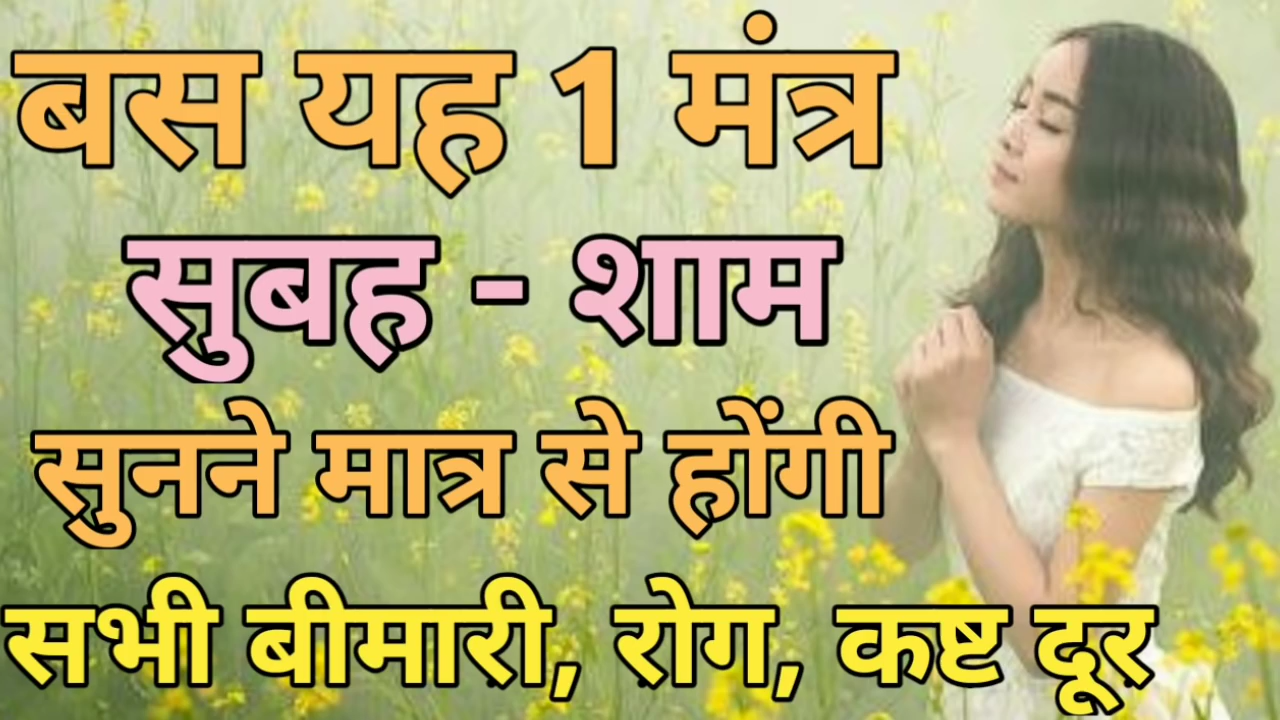 बस यह 1 मंत्र
सुबह - शाम
सुनने मात्र से होंगी
सभी बीमारी, रोग, कष्ट दूर